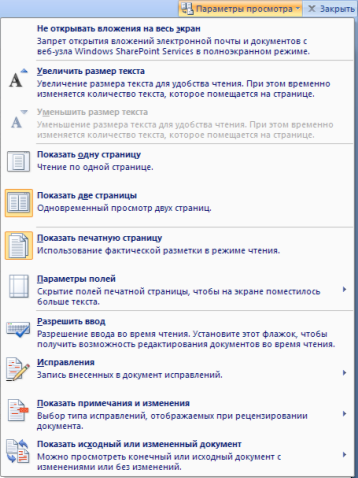 Параметры просмотра Закрыть
Не открывать вложения на весь экран
Запрет открытия вложений электронной почты и документов с
веб-узла Windows SharePoint Services в полноэкранном режиме.
Увеличить размер текста
Увеличение размера текста для удобства чтения. При этом временно
изменяется количество текста, которое помещается на странице.
Уменьшить размер текста
Уменьшение размера текста для удобства чтения. При этом временно
изменяется количество текста, которое помещается на странице.
Показать одну страницу
Чтение по одной странице.
Показать две страницы
Одновременный просмотр двух страниц.
Показать печатную страницу
Использование фактической разметки в режиме чтения.
Параметры полей
Скрытие полей печатной страницы, чтобы на экране поместилось
больше текста.
Разрешить ввод
Разрешение ввода во время чтения. Установите этот флажок, чтобы
получить возможность редактирования документов во время чтения.
Исправления
Запись внесенных в документ исправлений.
Показать примечания и изменения
Выбор типа исправлений, отображаемых при рецензировании
документа.
Показать исходный или измененный документ
Можно просмотреть конечный или исходный документ с
изменениями или без изменений.